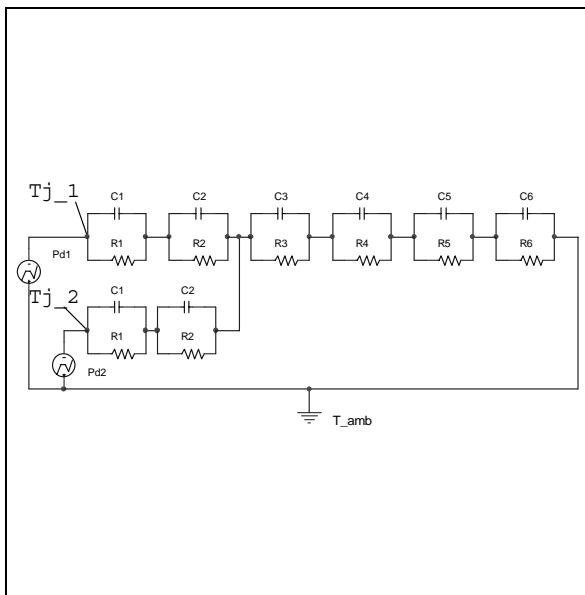 Tj_1
C1 C2 C3 C4 C5 C6
R1 R2 R3 R4 R5 R6
Pd1
Tj_2
C1 C2
R1 R2
Pd2
T_amb